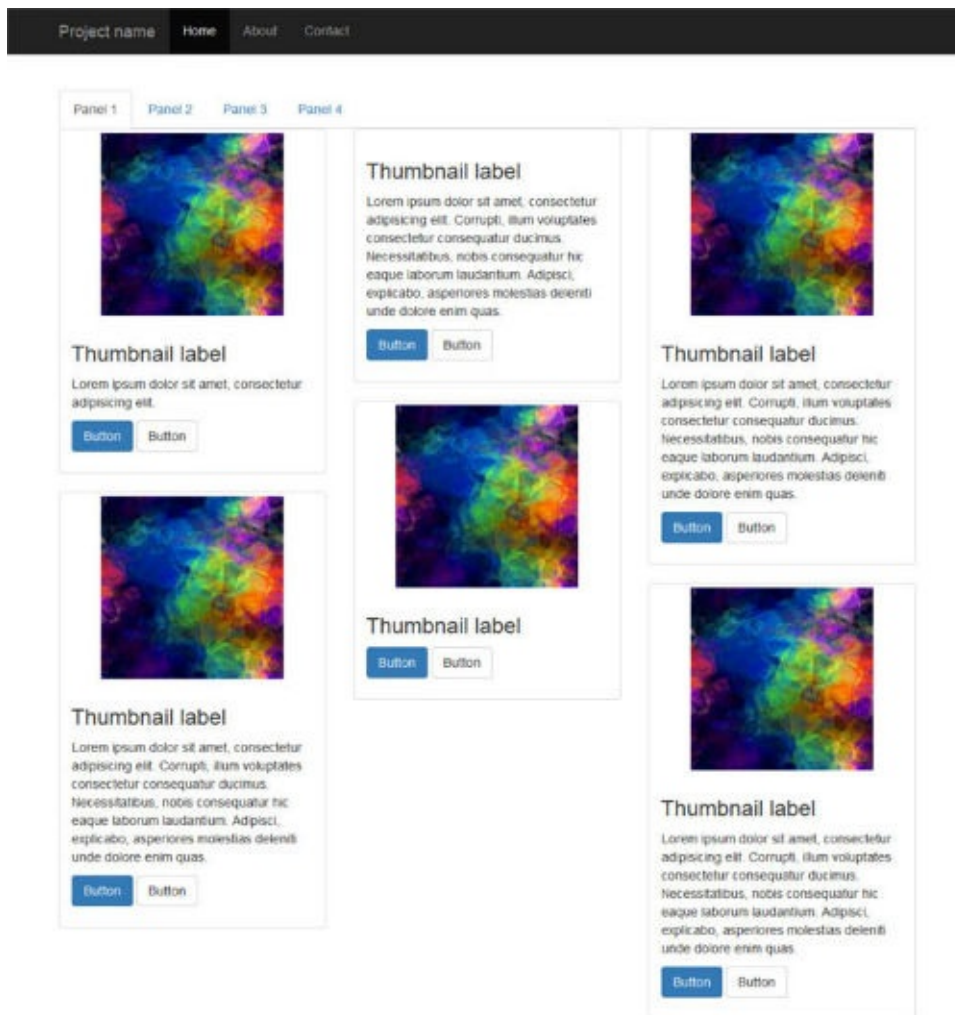 Project name Home About Contact
Panel 1 Panel 2 Panel 3 Panel 4
Thumbnail label
Lorem ipsum dolor sit amet, consectetur
adipisicing elit.
Button Button
Thumbnail label
Lorem ipsum dolor sit amet, consectetur
adipisicing elit. Corrupti, illum voluptates
consectetur consequatur ducimus.
Necessitatibus, nobis consequatur hic
eaque laborum laudantium. Adipisci,
explicabo, asperiores molestias deleniti
unde dolore enim quas.
Button Button
Thumbnail label
Lorem ipsum dolor sit amet, consectetur
adipisicing elit. Corrupti, illum voluptates
consectetur consequatur ducimus.
Necessitatibus, nobis consequatur hic
eaque laborum laudantium. Adipisci,
explicabo, asperiores molestias deleniti
unde dolore enim quas.
Button Button
Thumbnail label
Button Button
Thumbnail label
Lorem ipsum dolor sit amet, consectetur
adipisicing elit. Corrupti, illum voluptates
consectetur consequatur ducimus.
Necessitatibus, nobis consequatur hic
eaque laborum laudantium. Adipisci,
explicabo, asperiores molestias deleniti
unde dolore enim quas.
Button Button
Thumbnail label
Lorem ipsum dolor sit amet, consectetur
adipisicing elit. Corrupti, illum voluptates
consectetur consequatur ducimus.
Necessitatibus, nobis consequatur hic
eaque laborum laudantium. Adipisci,
explicabo, asperiores molestias deleniti
unde dolore enim quas.
Button Button